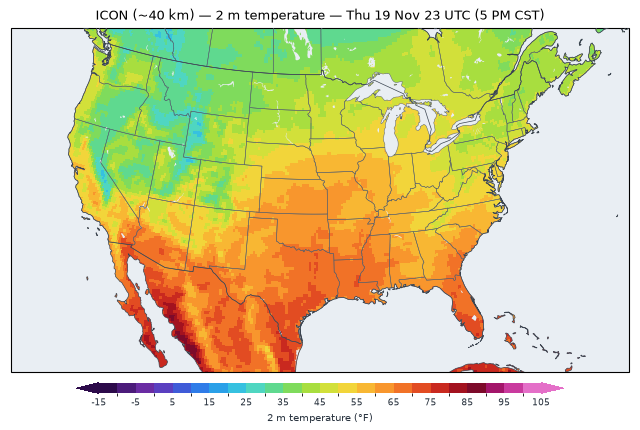 ICON (~40 km) — 2 m temperature — Thu 19 Nov 23 UTC (5 PM CST)
-15 -5 5 15 25 35 45 55 65 75 85 95 105
2 m temperature (°F)